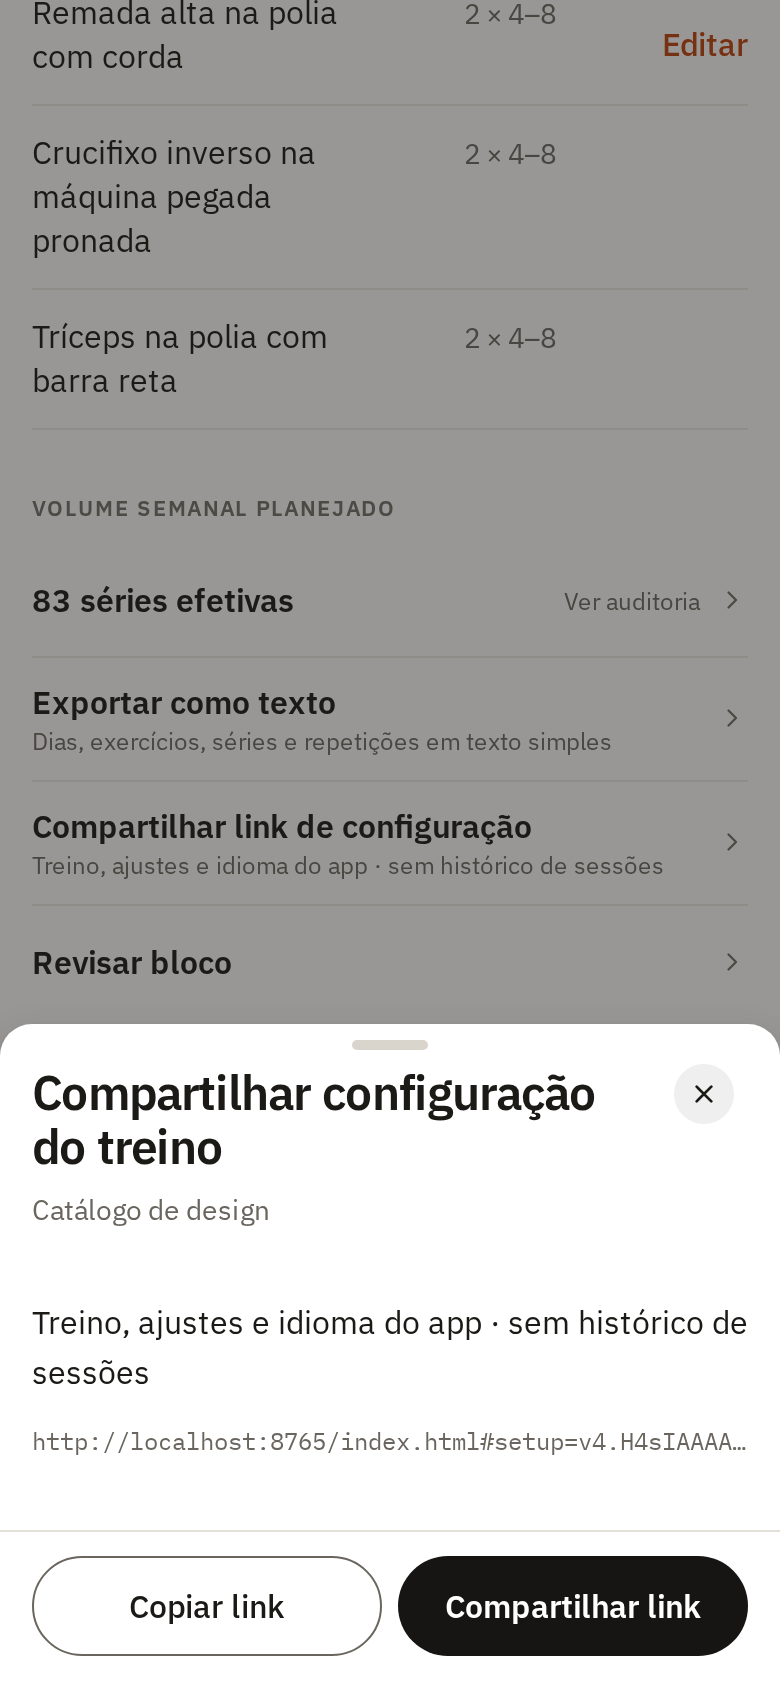 Remada alta na polia
com corda
2 × 4–8
Editar
Crucifixo inverso na
máquina pegada
pronada
2 × 4–8
Tríceps na polia com
barra reta
2 × 4–8
VOLUME SEMANAL PLANEJADO
83 séries efetivas
Ver auditoria
Exportar como texto
Dias, exercícios, séries e repetições em texto simples
Compartilhar link de configuração
Treino, ajustes e idioma do app · sem histórico de sessões
Revisar bloco
Compartilhar configuração
do treino
Catálogo de design
Treino, ajustes e idioma do app · sem histórico de
sessões
http://localhost:8765/index.html#setup=v4.H4sIAAAA…
Copiar link
Compartilhar link